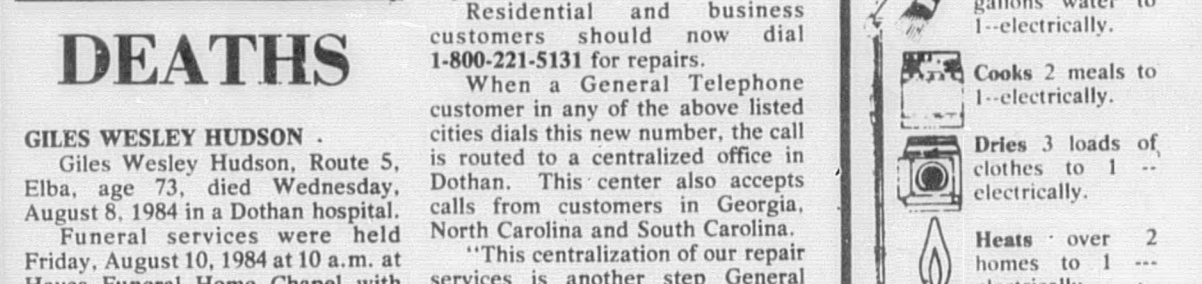 DEATHS
GILES WESLEY HUDSON
Giles Wesley Hudson, Route 5,
Elba, age 73, died Wednesday,
August 8, 1984 in a Dothan hospital.
Funeral services were held
Friday, August 10, 1984 at 10 a.m. at
Funeral Home Chapel with
Residential and business
customers should now dial
1-800-221-5131 for repairs.
When a General Telephone
customer in any of the above listed
cities dials this new number, the call
is routed to a centralized office in
Dothan. This center also accepts
calls from customers in Georgia,
North Carolina and South Carolina.
"This centralization of our repair
services is another step General
gallons water to
1--electrically.
Cooks 2 meals to
1--electrically.
Dries 3 loads of
clothes to 1 --
electrically.
Heats over 2
homes to 1 ---